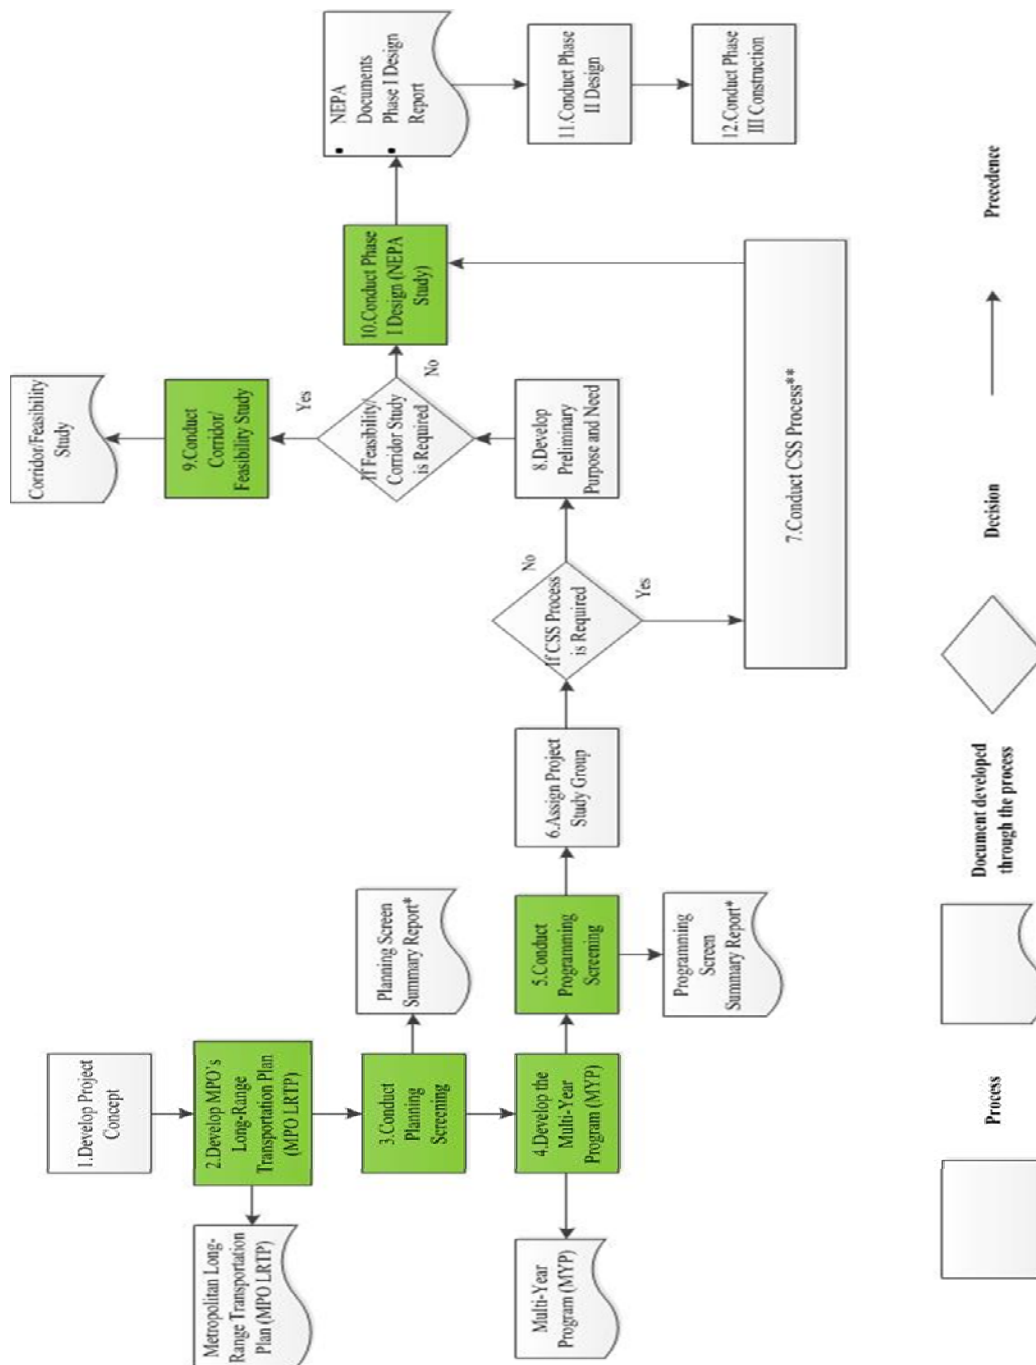 1.Develop Project
Concept
2.Develop MPO's
Long-Range
Transportation Plan
(MPO LRTP)
Metropolitan Long-
Range Transportation
Plan (MPO LRTP)
3.Conduct
Planning
Screening
Planning Screen
Summary Report*
4.Develop the
Multi-Year
Program (MYP)
Multi-Year
Program (MYP)
5.Conduct
Programming
Screening
Programming
Screen
Summary Report*
6.Assign Project
Study Group
If CSS Process
is Required
No
Yes
7.Conduct CSS Process**
8.Develop
Preliminary
Purpose and Need
If Feasibility/
Corridor Study
is Required
Yes
No
9.Conduct
Corridor/
Feasibility Study
Corridor/Feasibility
Study
10.Conduct Phase
I Design (NEPA
Study)
• NEPA
Documents
• Phase I Design
Report
11.Conduct Phase
II Design
12.Conduct Phase
III Construction
Process
Document developed
through the process
Decision
Precedence